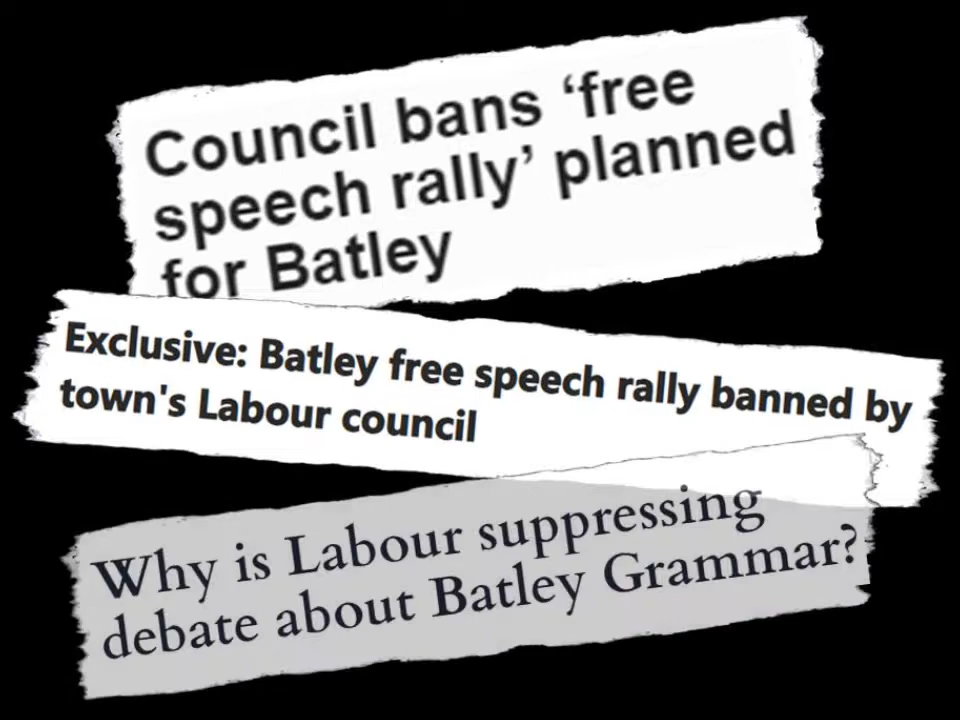 Council bans ‘free
speech rally’ planned
for Batley
Exclusive: Batley free speech rally banned by
town's Labour council
Why is Labour suppressing
debate about Batley Grammar?